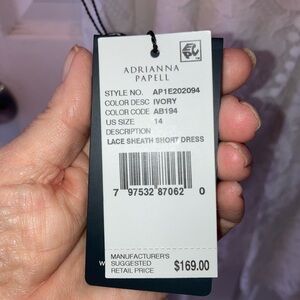 ADRIANNA
PAPELL
STYLE NO. AP1E202094
COLOR DESC IVORY
COLOR CODE AB194
US SIZE 14
DESCRIPTION
LACE SHEATH SHORT DRESS
7 97532 87062 0
MANUFACTURER'S
SUGGESTED
RETAIL PRICE $169.00